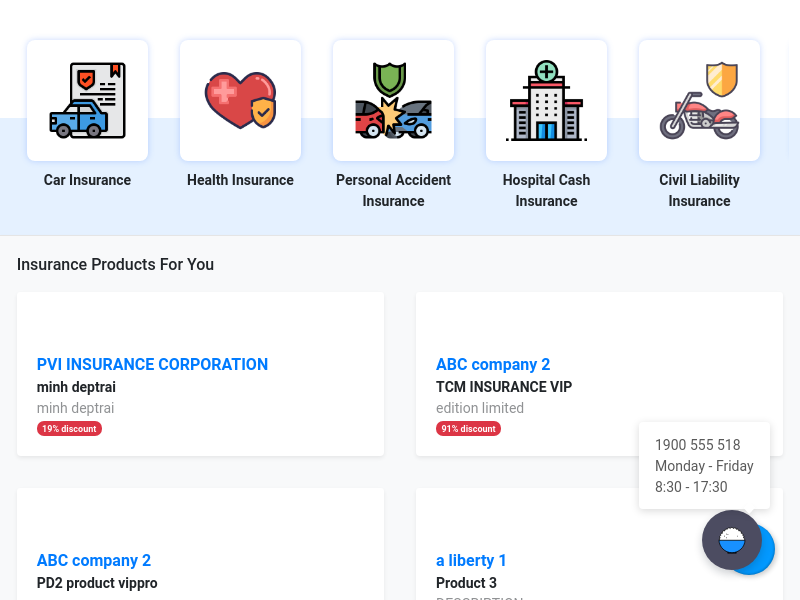 Car Insurance
Health Insurance
Personal Accident
Insurance
Hospital Cash
Insurance
Civil Liability
Insurance
Insurance Products For You
PVI INSURANCE CORPORATION
minh deptrai
minh deptrai
19% discount
ABC company 2
TCM INSURANCE VIP
edition limited
91% discount
1900 555 518
Monday - Friday
8:30 - 17:30
ABC company 2
PD2 product vippro
a liberty 1
Product 3
DESCRIPTION